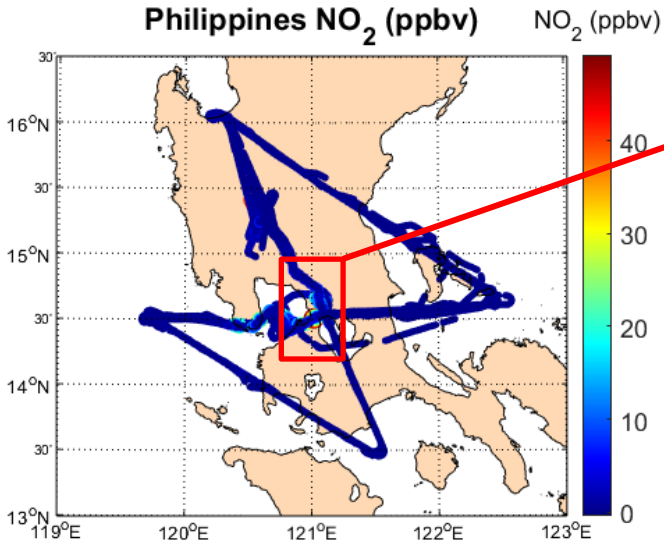 Philippines NO₂ (ppbv)
NO₂ (ppbv)
30'
16°N
30'
15°N
30'
14°N
30'
13°N
119°E
120°E
121°E
122°E
123°E
40
30
20
10
0